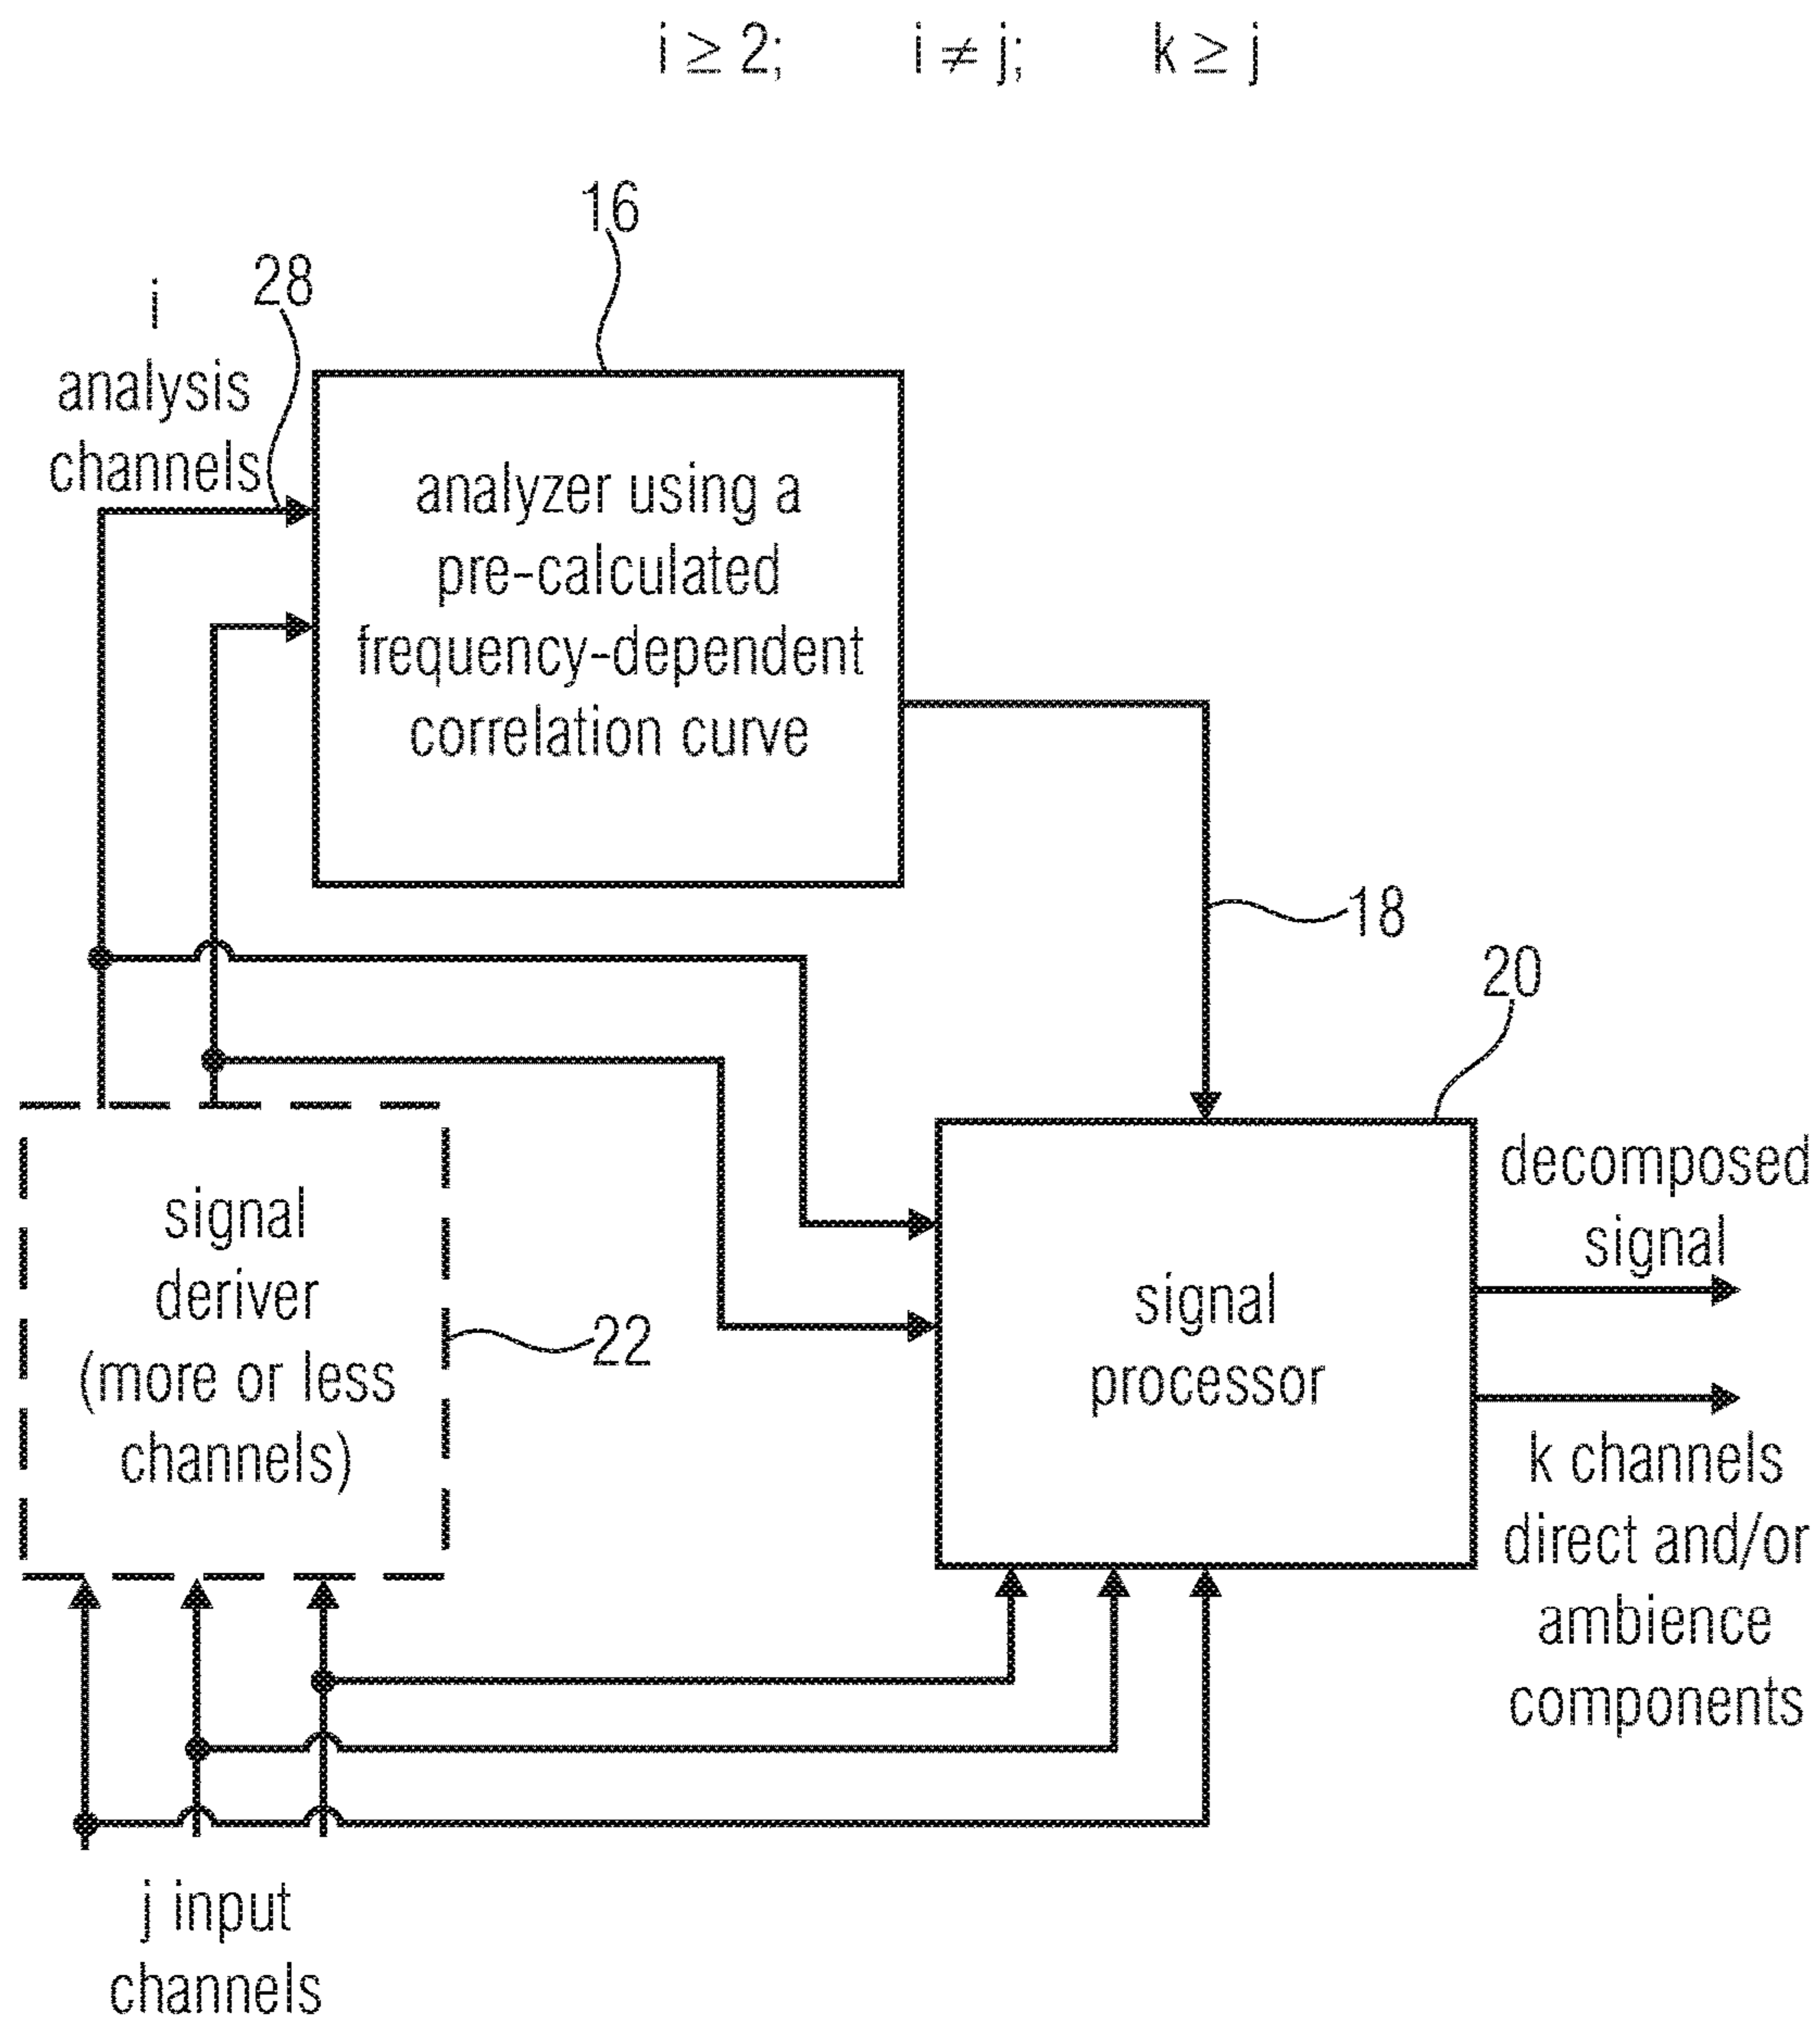 i ≥ 2; i ≠ j; k ≥ j
16
28
i
analysis
channels
analyzer using a
pre-calculated
frequency-dependent
correlation curve
18
20
signal
deriver
(more or less
channels)
22
signal
processor
decomposed
signal
k channels
direct and/or
ambience
components
j input
channels